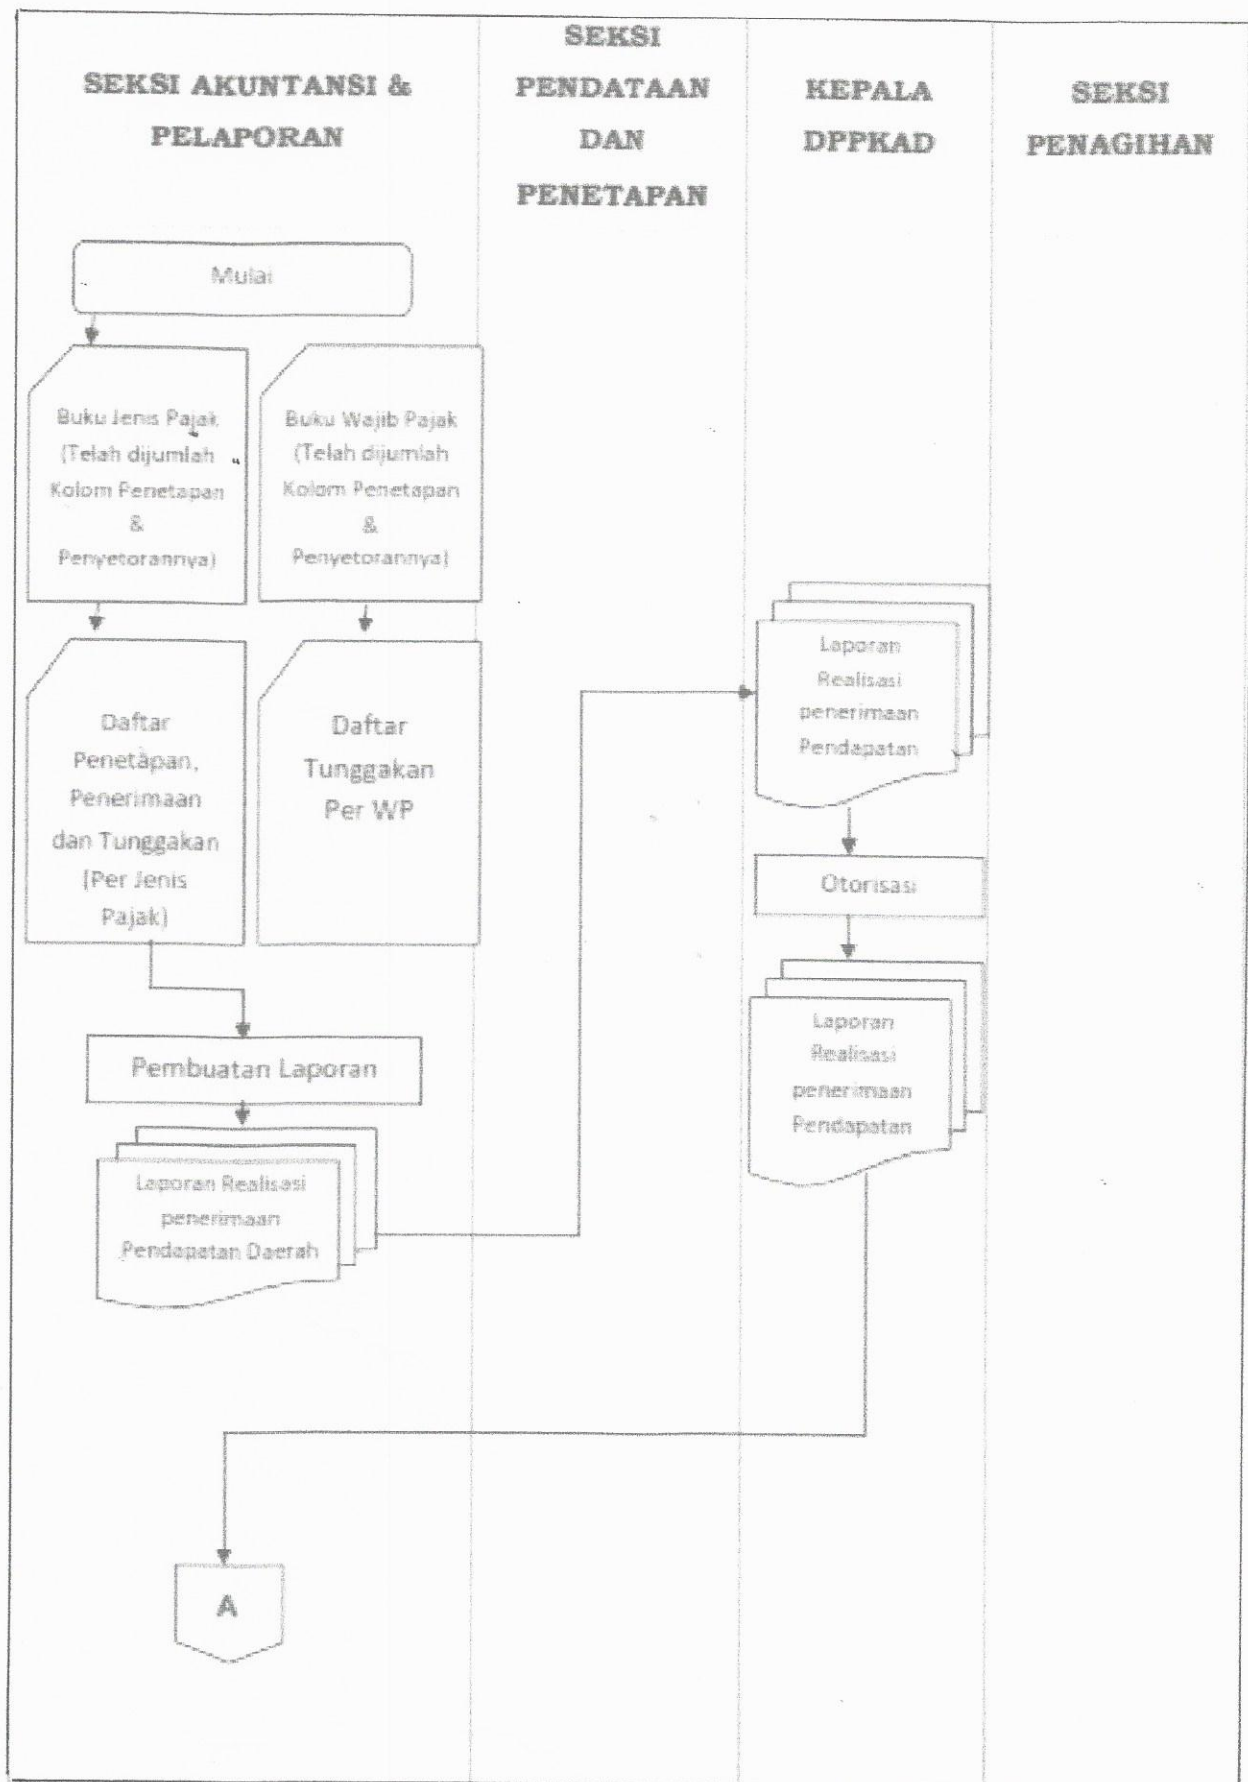 SEKSI AKUNTANSI &
PELAPORAN
SEKSI
PENDATAAN
DAN
PENETAPAN
KEPALA
DPPKAD
SEKSI
PENAGIHAN
Mulai
Buku Jenis Pajak
(Telah dijumlah
Kolom Penetapan
&
Penyetorannya)
Buku Wajib Pajak
(Telah dijumlah
Kolom Penetapan
&
Penyetorannya)
Daftar
Penetapan,
Penerimaan
dan Tunggakan
(Per Jenis
Pajak)
Daftar
Tunggakan
Per WP
Pembuatan Laporan
Laporan Realisasi
penerimaan
Pendapatan Daerah
Laporan
Realisasi
penerimaan
Pendapatan
Otorisasi
Laporan
Realisasi
penerimaan
Pendapatan
A